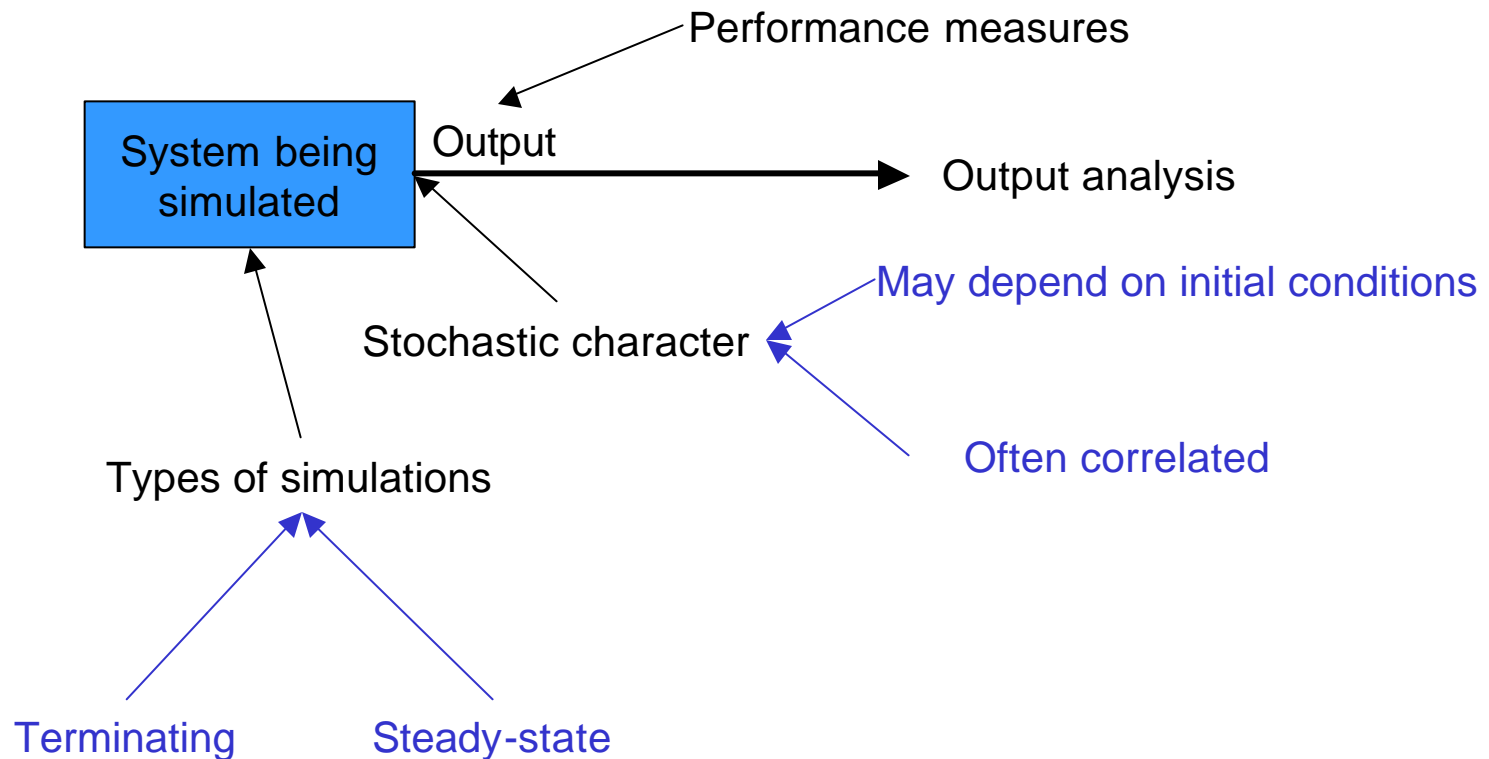 Performance measures
System being
simulated
Output
Output analysis
May depend on initial conditions
Stochastic character
Often correlated
Types of simulations
Terminating
Steady-state